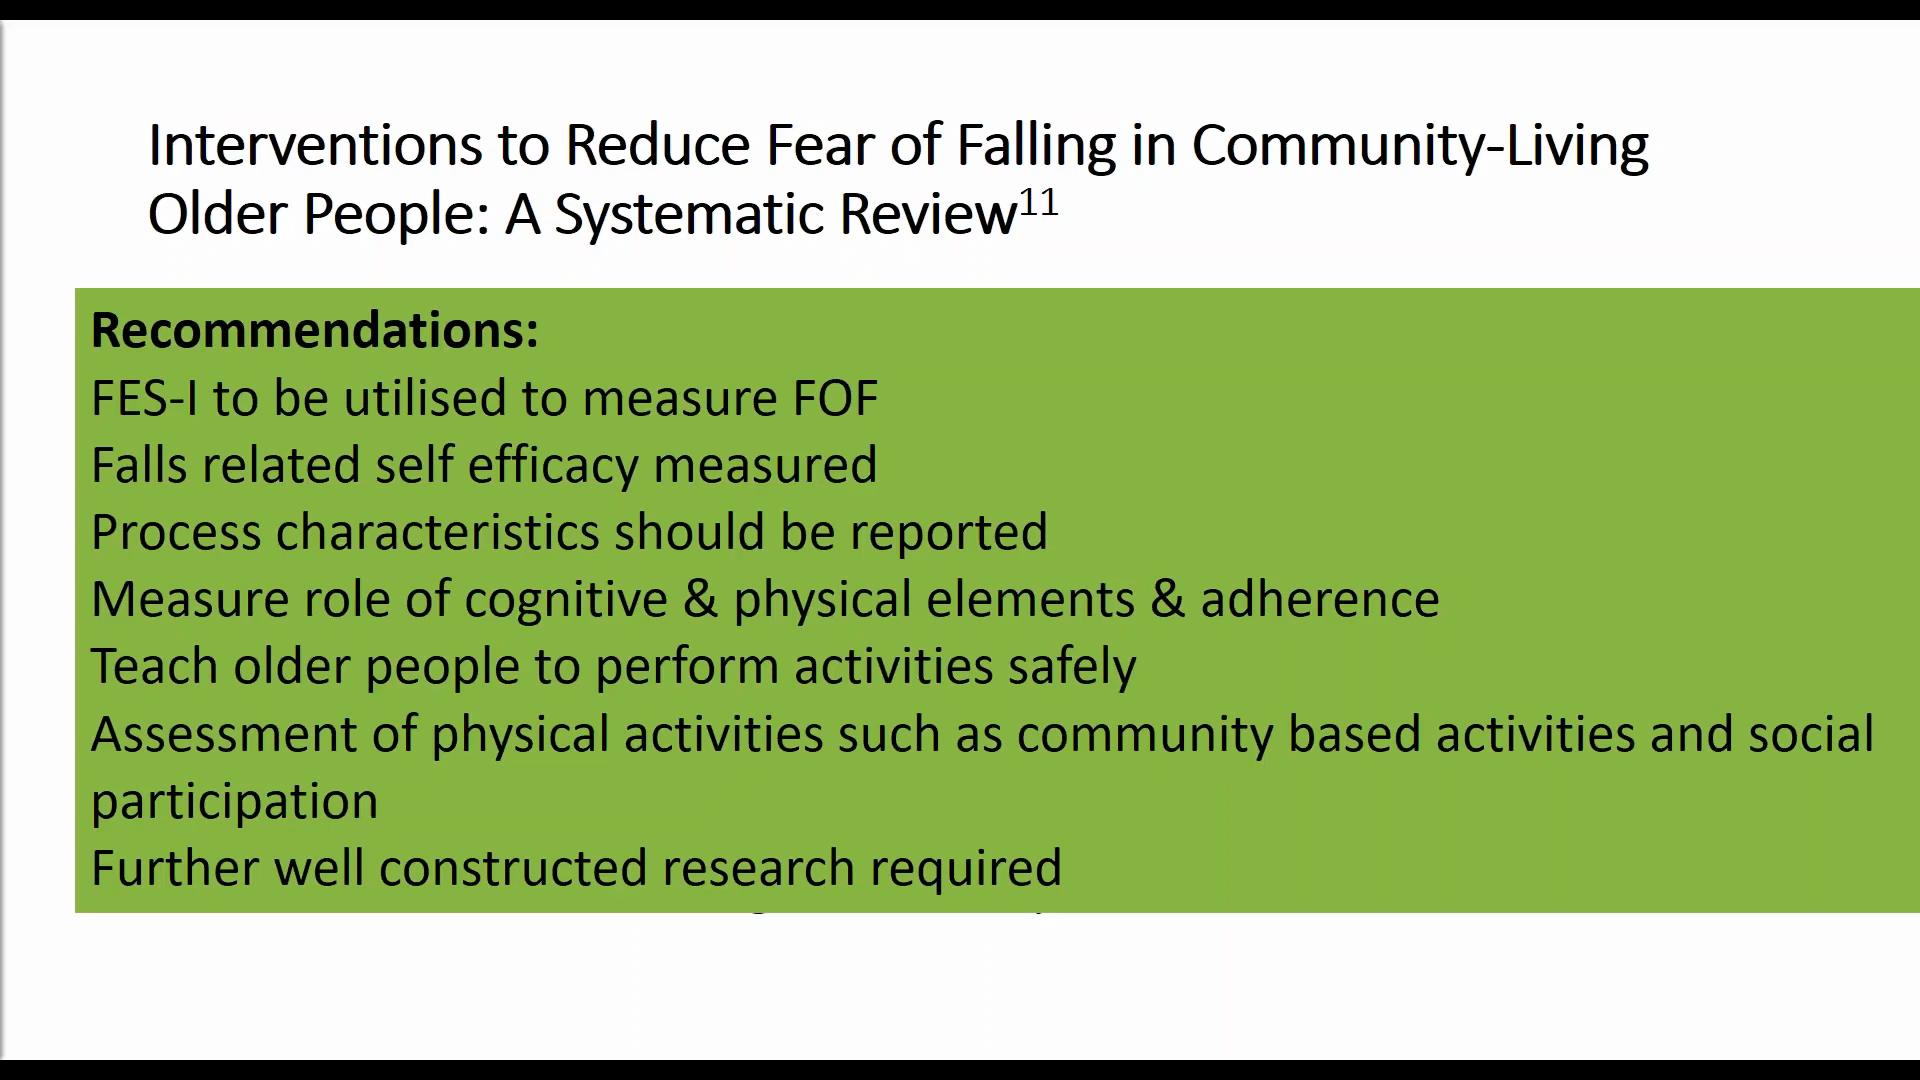 Interventions to Reduce Fear of Falling in Community-Living
Older People: A Systematic Review¹¹
Recommendations:
FES-I to be utilised to measure FOF
Falls related self efficacy measured
Process characteristics should be reported
Measure role of cognitive & physical elements & adherence
Teach older people to perform activities safely
Assessment of physical activities such as community based activities and social
participation
Further well constructed research required